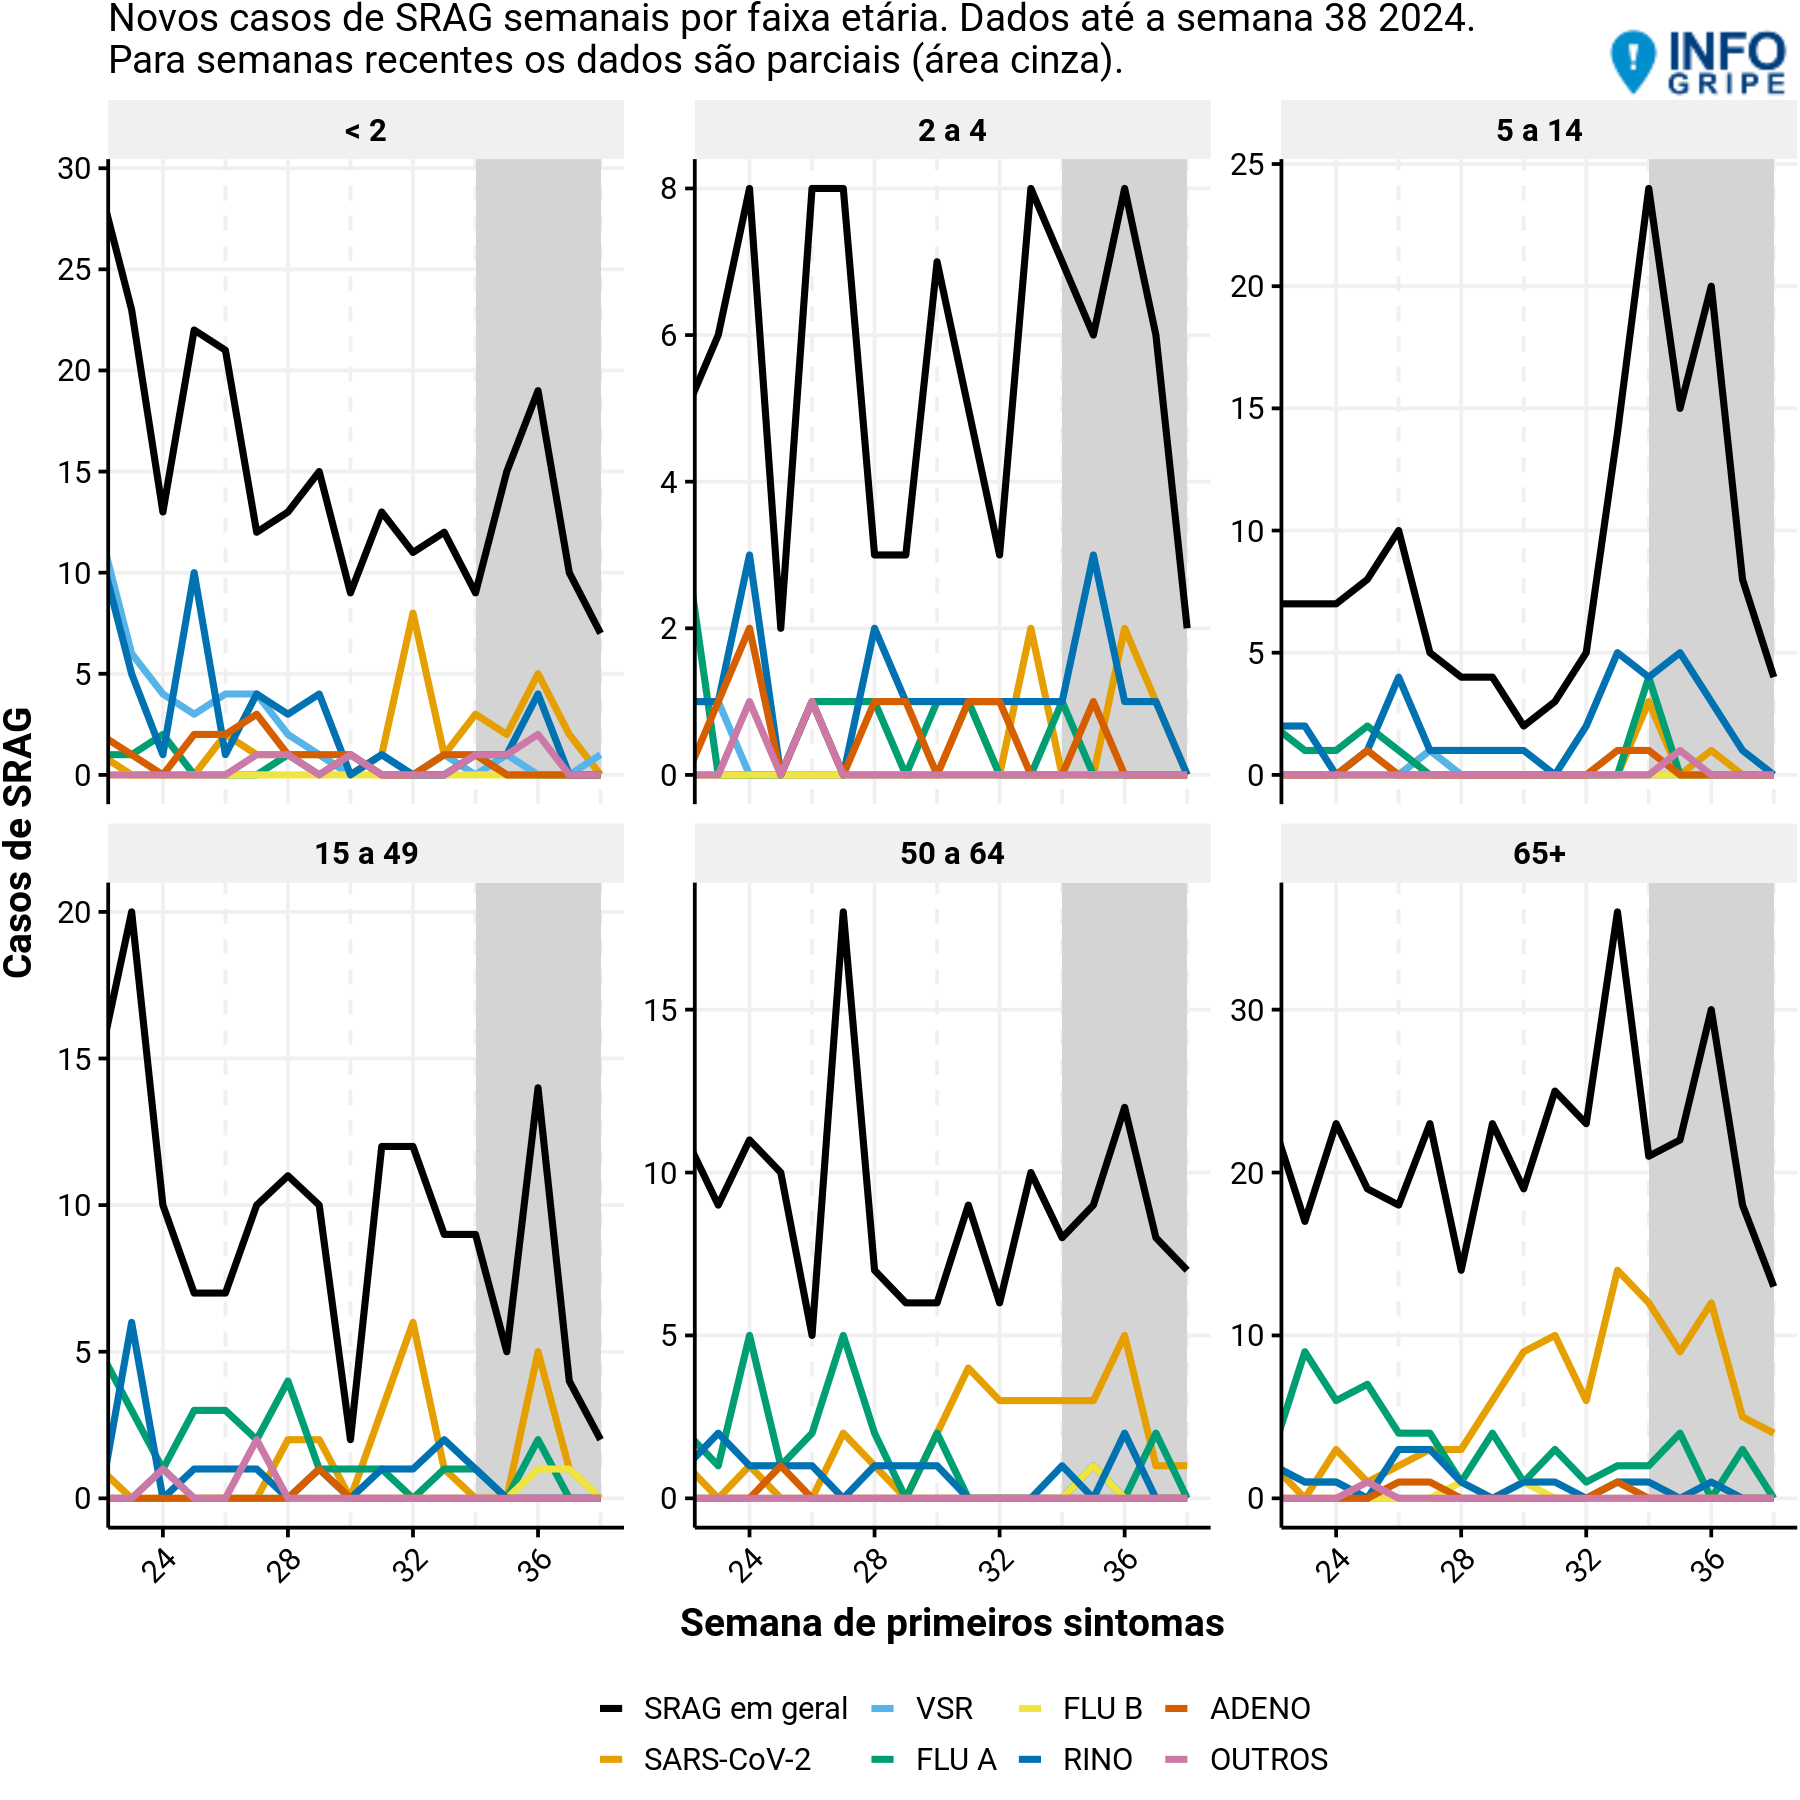 Novos casos de SRAG semanais por faixa etária. Dados até a semana 38 2024.
Para semanas recentes os dados são parciais (área cinza).
INFO
GRIPE
< 2
2 a 4
5 a 14
30
25
20
15
10
5
0
8
6
4
2
0
25
20
15
10
5
0
Casos de SRAG
15 a 49
50 a 64
65+
20
15
10
5
0
15
10
5
0
30
20
10
0
24 28 32 36
24 28 32 36
24 28 32 36
Semana de primeiros sintomas
SRAG em geral VSR FLU B ADENO
SARS-CoV-2 FLU A RINO OUTROS